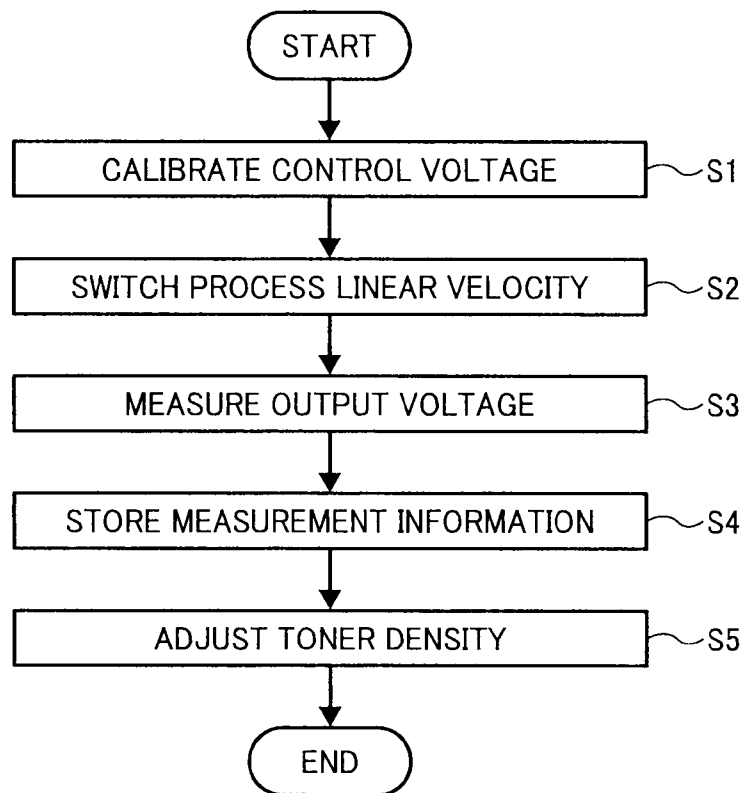 START
CALIBRATE CONTROL VOLTAGE S1
SWITCH PROCESS LINEAR VELOCITY S2
MEASURE OUTPUT VOLTAGE S3
STORE MEASUREMENT INFORMATION S4
ADJUST TONER DENSITY S5
END